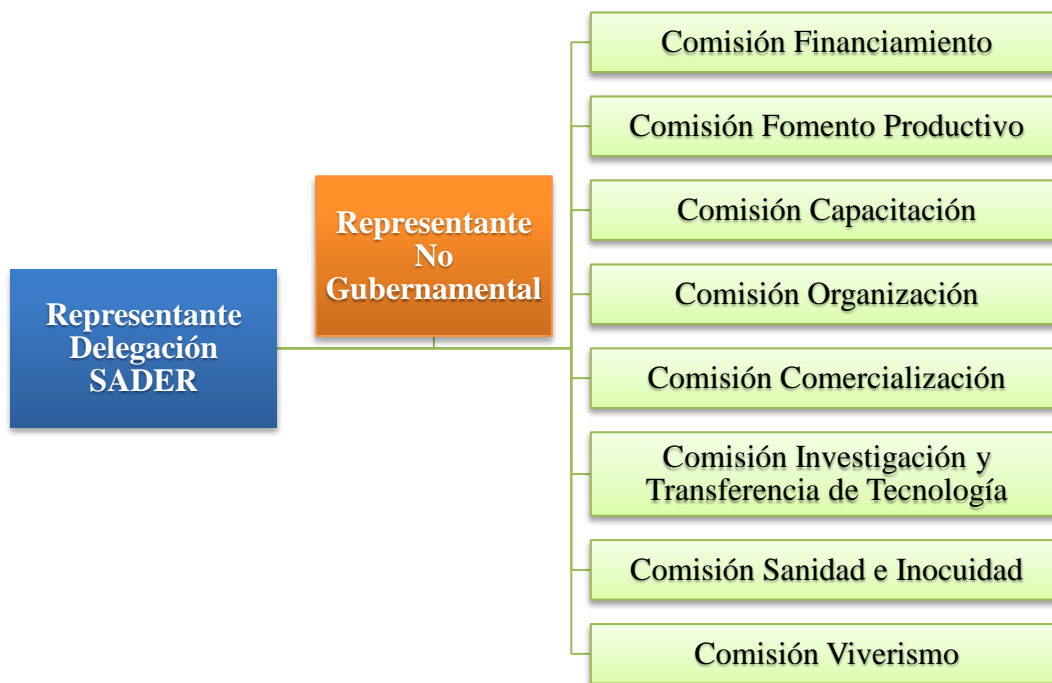 Representante
Delegación
SADER
Representante
No
Gubernamental
Comisión Financiamiento
Comisión Fomento Productivo
Comisión Capacitación
Comisión Organización
Comisión Comercialización
Comisión Investigación y
Transferencia de Tecnología
Comisión Sanidad e Inocuidad
Comisión Viverismo